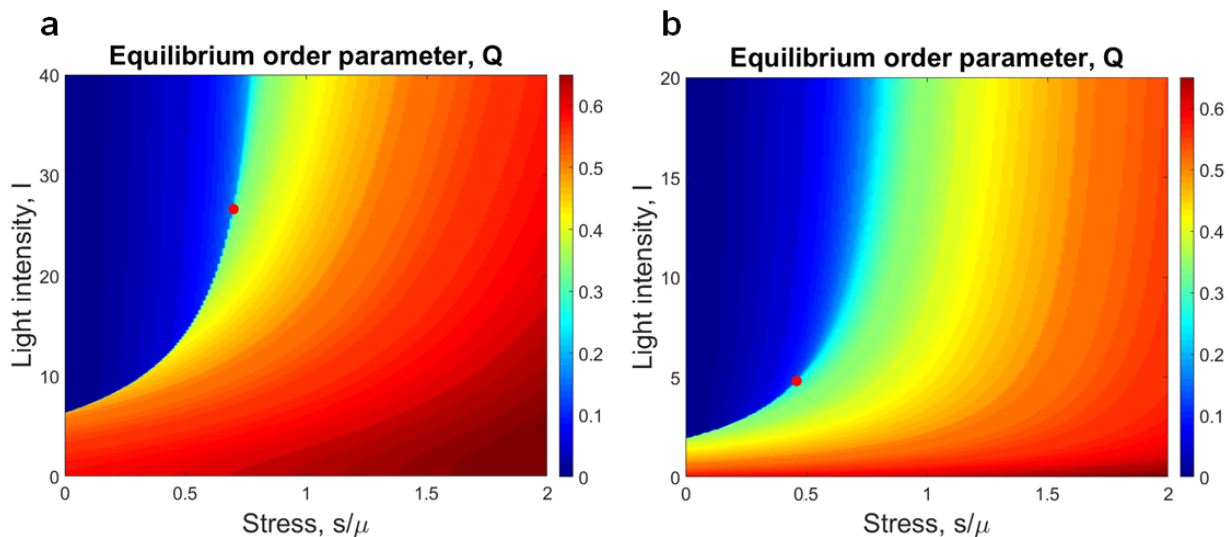 a
Equilibrium order parameter, Q
Light intensity, I
40
30
20
10
0
0 0.5 1 1.5 2
Stress, s/μ
0.6
0.5
0.4
0.3
0.2
0.1
0
b
Equilibrium order parameter, Q
Light intensity, I
20
15
10
5
0
0 0.5 1 1.5 2
Stress, s/μ
0.6
0.5
0.4
0.3
0.2
0.1
0